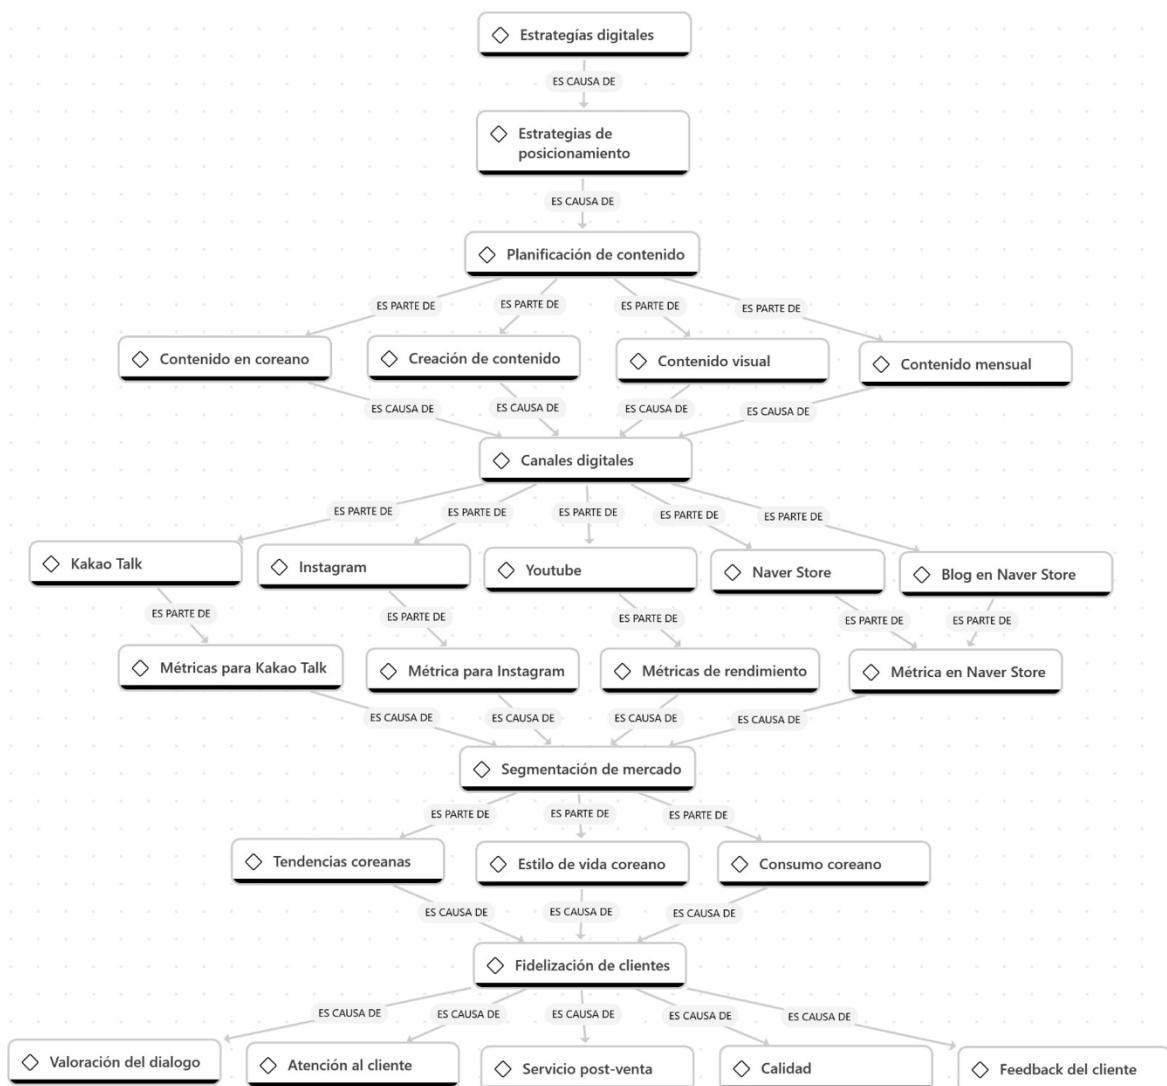 Estrategías digitales
ES CAUSA DE
Estrategias de
posicionamiento
ES CAUSA DE
Planificación de contenido
ES PARTE DE
ES PARTE DE
ES PARTE DE
ES PARTE DE
Contenido en coreano
Creación de contenido
Contenido visual
Contenido mensual
ES CAUSA DE
ES CAUSA DE
ES CAUSA DE
ES CAUSA DE
Canales digitales
ES PARTE DE
ES PARTE DE
ES PARTE DE
ES PARTE DE
ES PARTE DE
Kakao Talk
Instagram
Youtube
Naver Store
Blog en Naver Store
ES PARTE DE
ES PARTE DE
ES PARTE DE
ES PARTE DE
ES PARTE DE
Métricas para Kakao Talk
Métrica para Instagram
Métricas de rendimiento
Métrica en Naver Store
ES CAUSA DE
ES CAUSA DE
ES CAUSA DE
ES CAUSA DE
Segmentación de mercado
ES PARTE DE
ES PARTE DE
ES PARTE DE
Tendencias coreanas
Estilo de vida coreano
Consumo coreano
ES CAUSA DE
ES CAUSA DE
ES CAUSA DE
Fidelización de clientes
ES CAUSA DE
ES CAUSA DE
ES CAUSA DE
ES CAUSA DE
ES CAUSA DE
Valoración del dialogo
Atención al cliente
Servicio post-venta
Calidad
Feedback del cliente